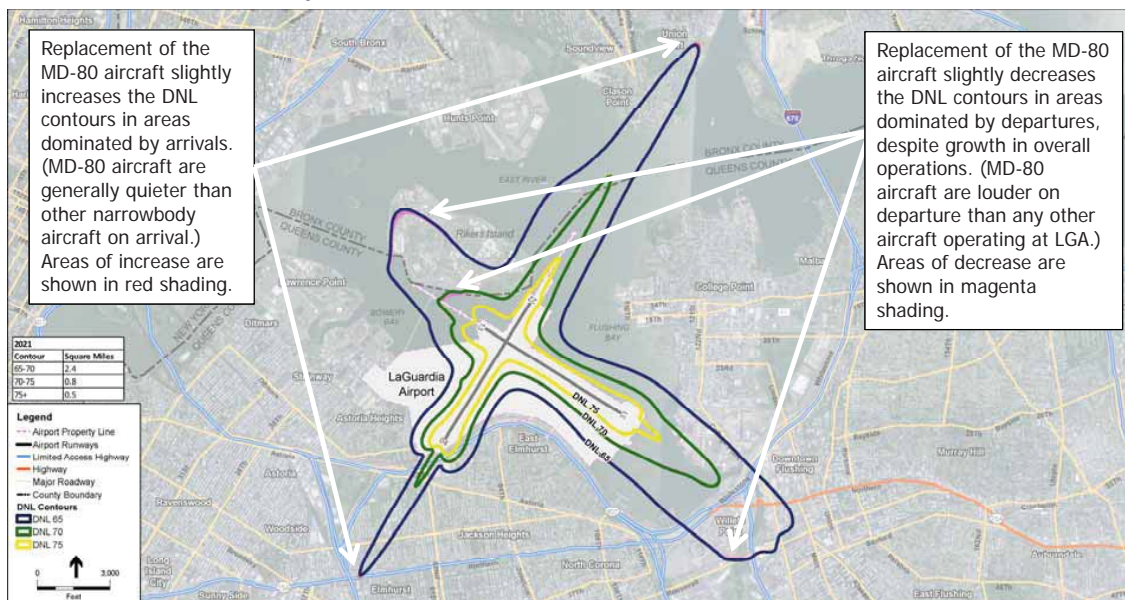 Hamilton Heights
South Bronx
Soundview
Union
Replacement of the
MD-80 aircraft slightly
increases the DNL
contours in areas
dominated by arrivals.
(MD-80 aircraft are
generally quieter than
other narrowbody
aircraft on arrival.)
Areas of increase are
shown in red shading.
Replacement of the MD-80
aircraft slightly decreases
the DNL contours in areas
dominated by departures,
despite growth in overall
operations. (MD-80
aircraft are louder on
departure than any other
aircraft operating at LGA.)
Areas of decrease are
shown in magenta
shading.
Clason
Point
Hunts Point
678
EAST RIVER
BRONX COUNTY
QUEENS COUNTY
BRONX COUNTY
QUEENS COUNTY
Rikers Island
Lawrence Point
Malba
College Point
Ditmars
BOWERY
BAY
FLUSHING
BAY
LaGuardia
Airport
Astoria Heights
East
Elmhurst
DNL 75
DNL 70
DNL 65
Downtown
Flushing
Murray Hill
Astoria
Ravenswood
Woodside
Jackson Heights
North Corona
Elmhurst
Long
Island
City
Sunny Side
East Flushing
Auburndale
2021
Contour Square Miles
65-70 2.4
70-75 0.8
75+ 0.5
Legend
Airport Property Line
Airport Runways
Limited Access Highway
Highway
Major Roadway
County Boundary
DNL Contours
DNL 65
DNL 70
DNL 75
0 3,000
Feet